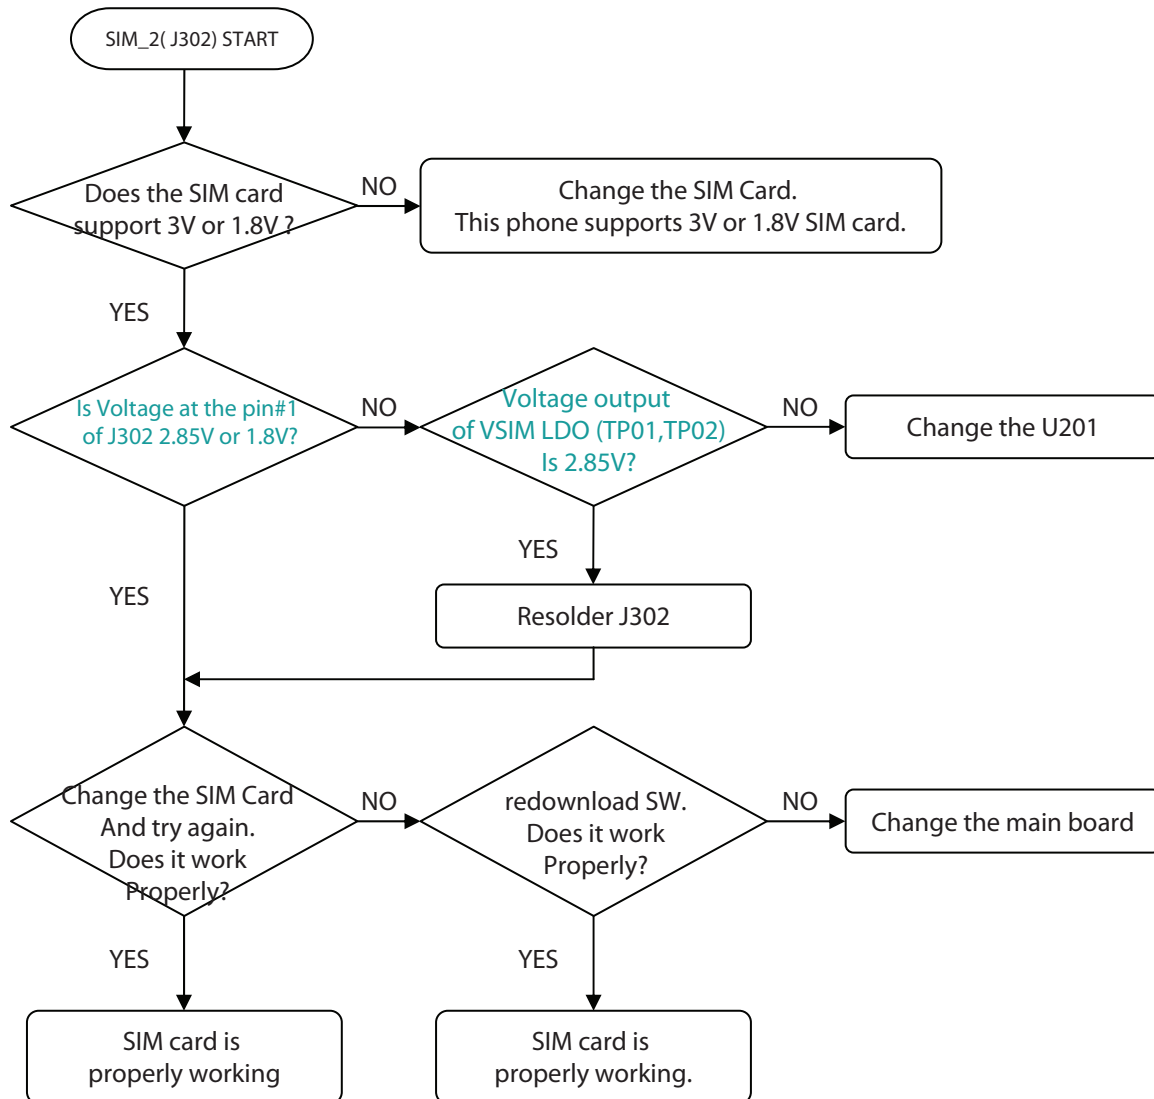 SIM_2( J302) START
Does the SIM card
support 3V or 1.8V ?
NO
Change the SIM Card.
This phone supports 3V or 1.8V SIM card.
YES
Is Voltage at the pin#1
of J302 2.85V or 1.8V?
NO
Voltage output
of VSIM LDO (TP01,TP02)
Is 2.85V?
NO
Change the U201
YES
YES
Resolder J302
Change the SIM Card
And try again.
Does it work
Properly?
NO
redownload SW.
Does it work
Properly?
NO
Change the main board
YES
YES
SIM card is
properly working
SIM card is
properly working.